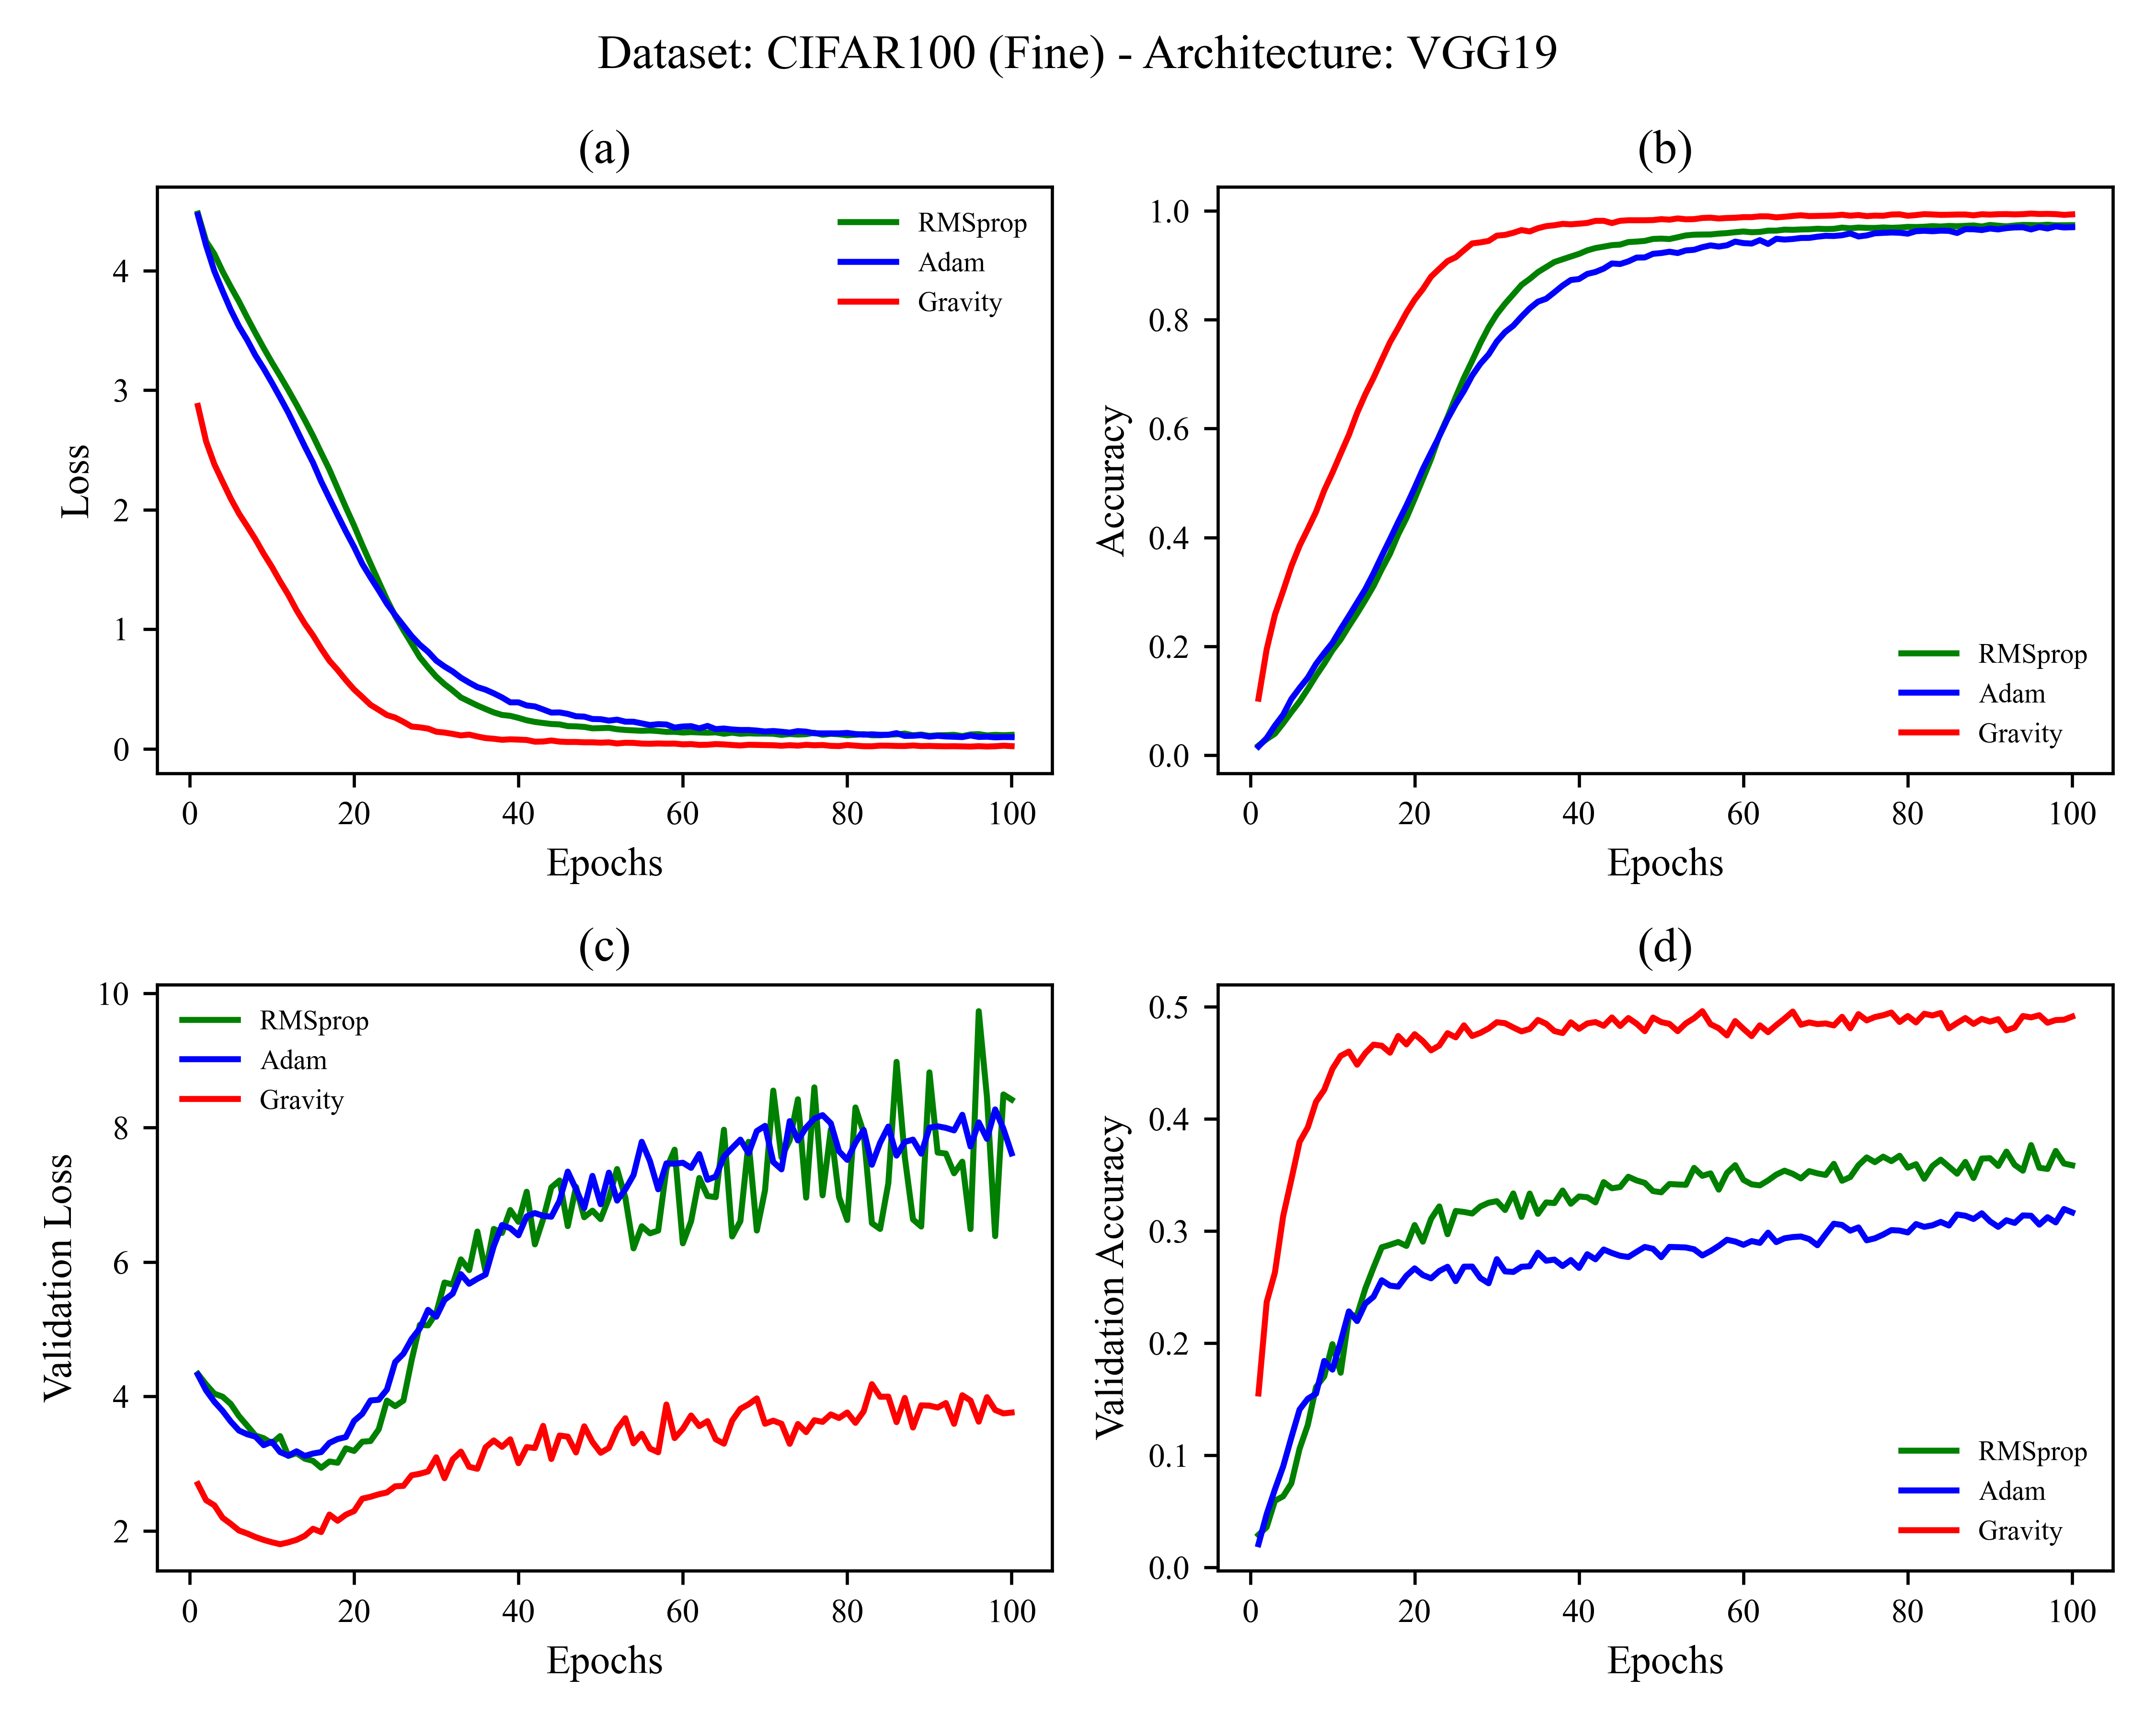 Dataset: CIFAR100 (Fine) - Architecture: VGG19
(a)
Loss
4
3
2
1
0
0 20 40 60 80 100
Epochs
RMSprop
Adam
Gravity
(b)
Accuracy
1.0
0.8
0.6
0.4
0.2
0.0
0 20 40 60 80 100
Epochs
RMSprop
Adam
Gravity
(c)
Validation Loss
10
8
6
4
2
0 20 40 60 80 100
Epochs
RMSprop
Adam
Gravity
(d)
Validation Accuracy
0.5
0.4
0.3
0.2
0.1
0.0
0 20 40 60 80 100
Epochs
RMSprop
Adam
Gravity